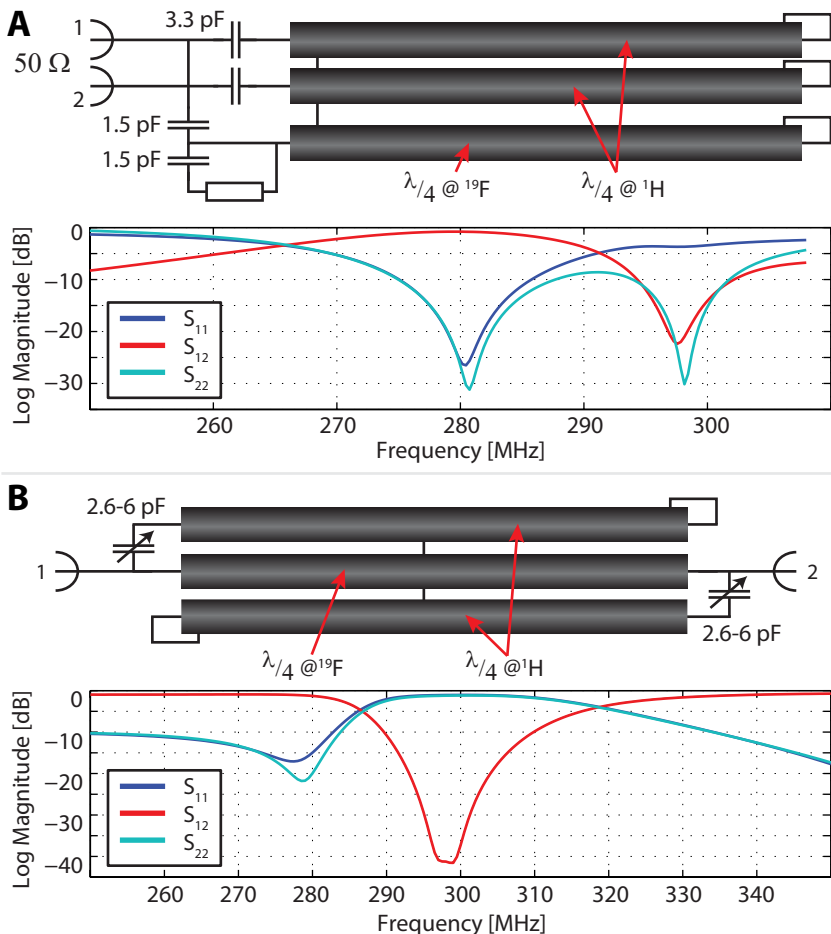 A
1
3.3 pF
50 Ω
2
1.5 pF
1.5 pF
λ/4 @ ¹⁹F
λ/4 @ ¹H
Log Magnitude [dB]
0
−10
−20
−30
S₁₁
S₁₂
S₂₂
260 270 280 290 300
Frequency [MHz]
B
2.6-6 pF
1
2
2.6-6 pF
λ/4 @¹⁹F
λ/4 @¹H
Log Magnitude [dB]
0
−10
−20
−30
−40
S₁₁
S₁₂
S₂₂
260 270 280 290 300 310 320 330 340
Frequency [MHz]